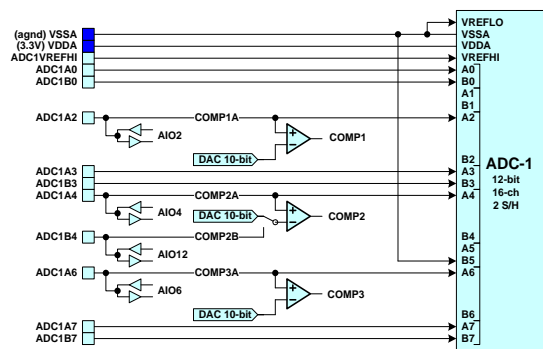 VREFLO
(agnd) VSSA VSSA
(3.3V) VDDA VDDA
ADC1VREFHI VREFHI
ADC1A0 A0
ADC1B0 B0
A1
B1
ADC1A2 COMP1A A2
AIO2 COMP1
DAC 10-bit B2
ADC1A3 A3
ADC1B3 B3
ADC1A4 COMP2A A4
ADC-1
12-bit
16-ch
2 S/H
AIO4 DAC 10-bit COMP2
ADC1B4 COMP2B B4
AIO12 A5
B5
ADC1A6 COMP3A A6
AIO6 COMP3
DAC 10-bit B6
ADC1A7 A7
ADC1B7 B7